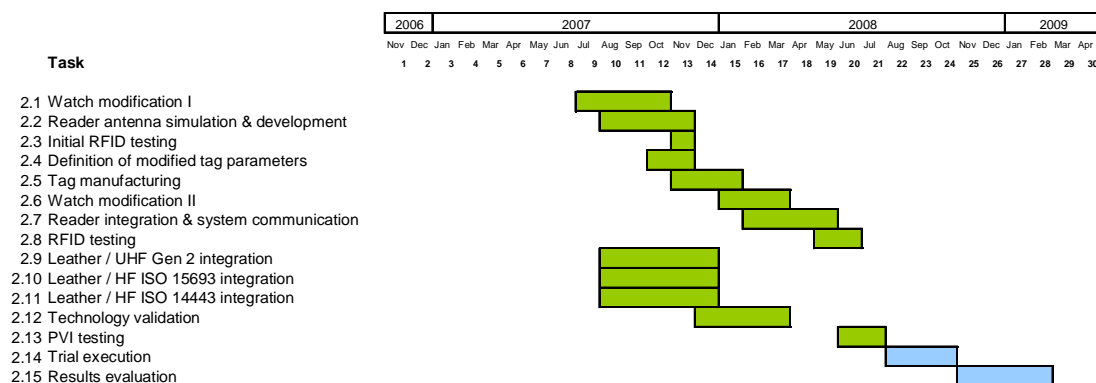 2006 2007 2008 2009
Nov Dec Jan Feb Mar Apr May Jun Jul Aug Sep Oct Nov Dec Jan Feb Mar Apr May Jun Jul Aug Sep Oct Nov Dec Jan Feb Mar Apr
Task 1 2 3 4 5 6 7 8 9 10 11 12 13 14 15 16 17 18 19 20 21 22 23 24 25 26 27 28 29 30
2.1 Watch modification I
2.2 Reader antenna simulation & development
2.3 Initial RFID testing
2.4 Definition of modified tag parameters
2.5 Tag manufacturing
2.6 Watch modification II
2.7 Reader integration & system communication
2.8 RFID testing
2.9 Leather / UHF Gen 2 integration
2.10 Leather / HF ISO 15693 integration
2.11 Leather / HF ISO 14443 integration
2.12 Technology validation
2.13 PVI testing
2.14 Trial execution
2.15 Results evaluation